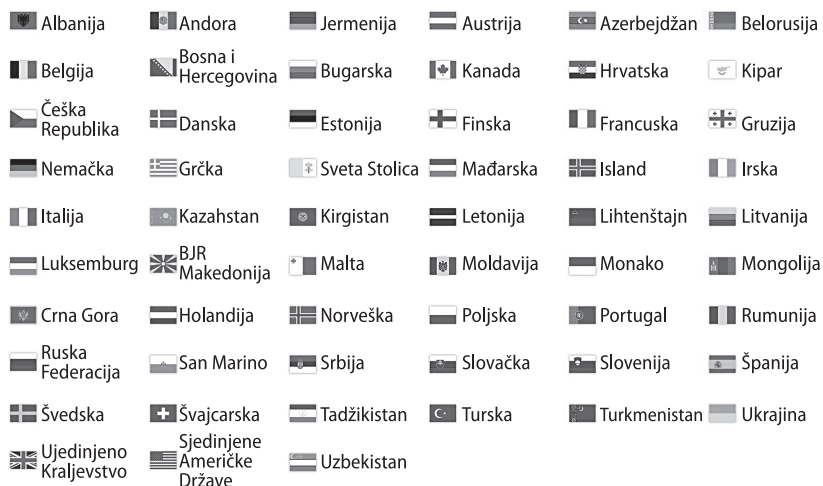 Albanija Andora Jermenija Austrija Azerbejdžan Belorusija
Belgija Bosna i
Hercegovina Bugarska Kanada Hrvatska Kipar
Češka
Republika Danska Estonija Finska Francuska Gruzija
Nemačka Grčka Sveta Stolica Mađarska Island Irska
Italija Kazahstan Kirgistan Letonija Lihtenštajn Litvanija
Luksemburg BJR
Makedonija Malta Moldavija Monako Mongolija
Crna Gora Holandija Norveška Poljska Portugal Rumunija
Ruska
Federacija San Marino Srbija Slovačka Slovenija Španija
Švedska Švajcarska Tadžikistan Turska Turkmenistan Ukrajina
Ujedinjeno
Kraljevstvo Sjedinjene
Američke
Države Uzbekistan